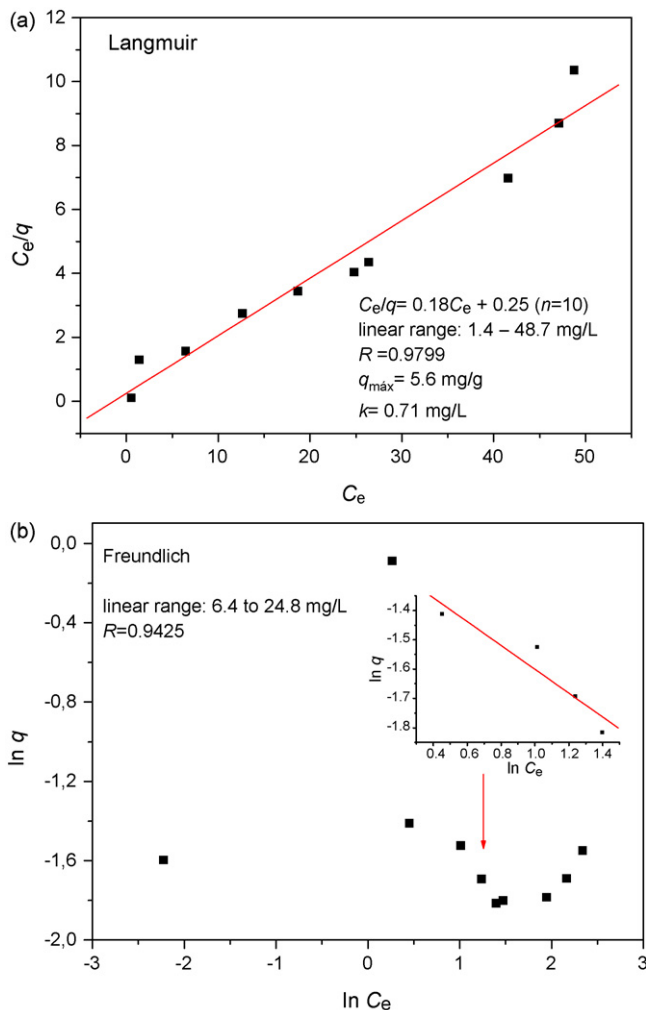 (a)
Langmuir
12
10
8
6
4
2
0
Ce/q
Ce/q= 0.18Ce + 0.25 (n=10)
linear range: 1.4 – 48.7 mg/L
R =0.9799
qmáx= 5.6 mg/g
k= 0.71 mg/L
0 10 20 30 40 50
Ce
(b)
Freundlich
linear range: 6.4 to 24.8 mg/L
R=0.9425
0,0
-0,4
-0,8
-1,2
-1,6
-2,0
ln q
-1.4
-1.5
-1.6
-1.7
-1.8
ln q
0.4 0.6 0.8 1.0 1.2 1.4
ln Ce
-3 -2 -1 0 1 2 3
ln Ce